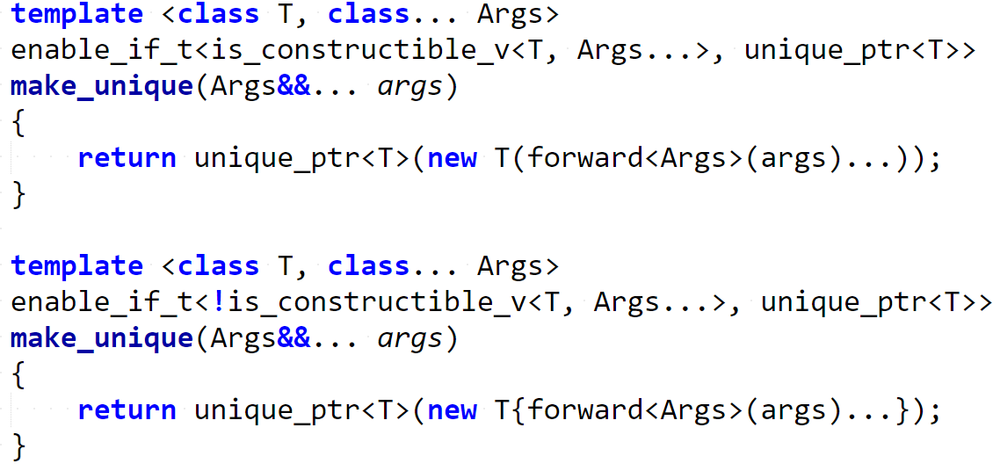 template <class T, class... Args>
enable_if_t<is_constructible_v<T, Args...>, unique_ptr<T>>
make_unique(Args&&... args)
{
    return unique_ptr<T>(new T(forward<Args>(args)...));
}

template <class T, class... Args>
enable_if_t<!is_constructible_v<T, Args...>, unique_ptr<T>>
make_unique(Args&&... args)
{
    return unique_ptr<T>(new T{forward<Args>(args)...});
}